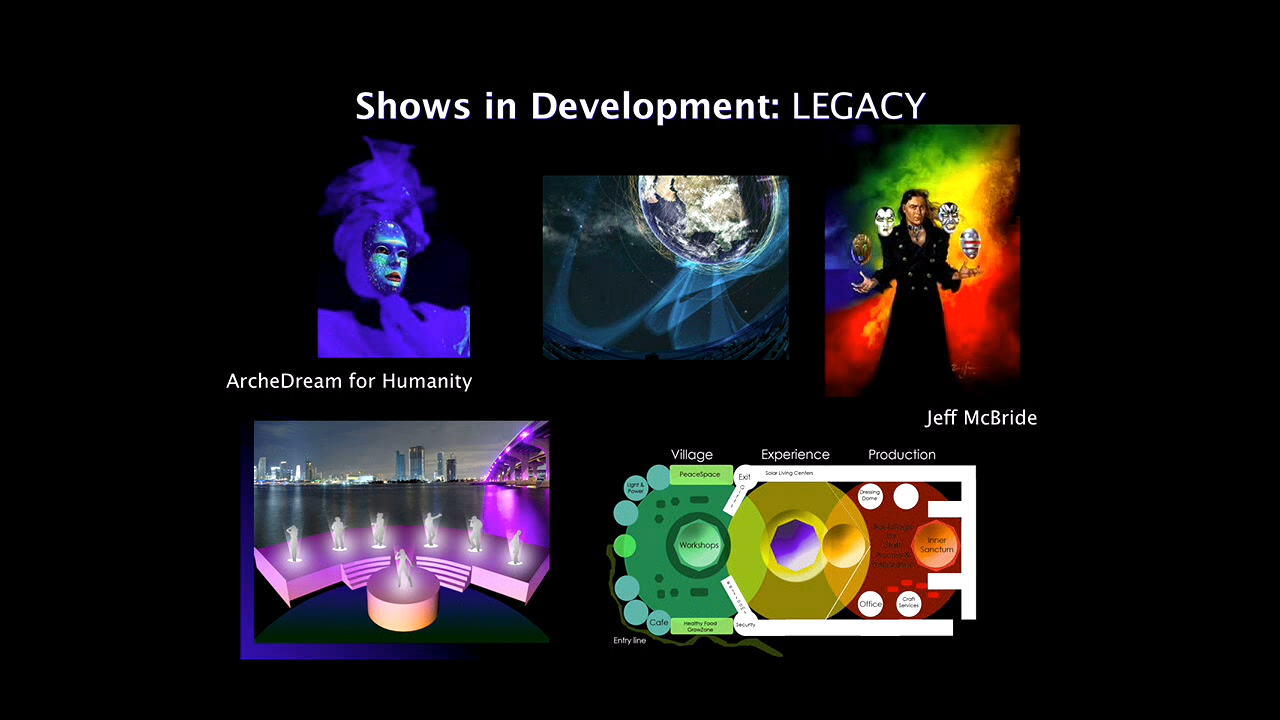 Shows in Development: LEGACY
ArcheDream for Humanity
Jeff McBride
Village
Experience
Production
PeaceSpace
Exit
Solar Living Centers
Light &
Power
Dressing
Dome
Workshops
Inner
Sanctum
Office
Craft
Services
Cafe
Healthy Food
GrowZone
Security
Entry line